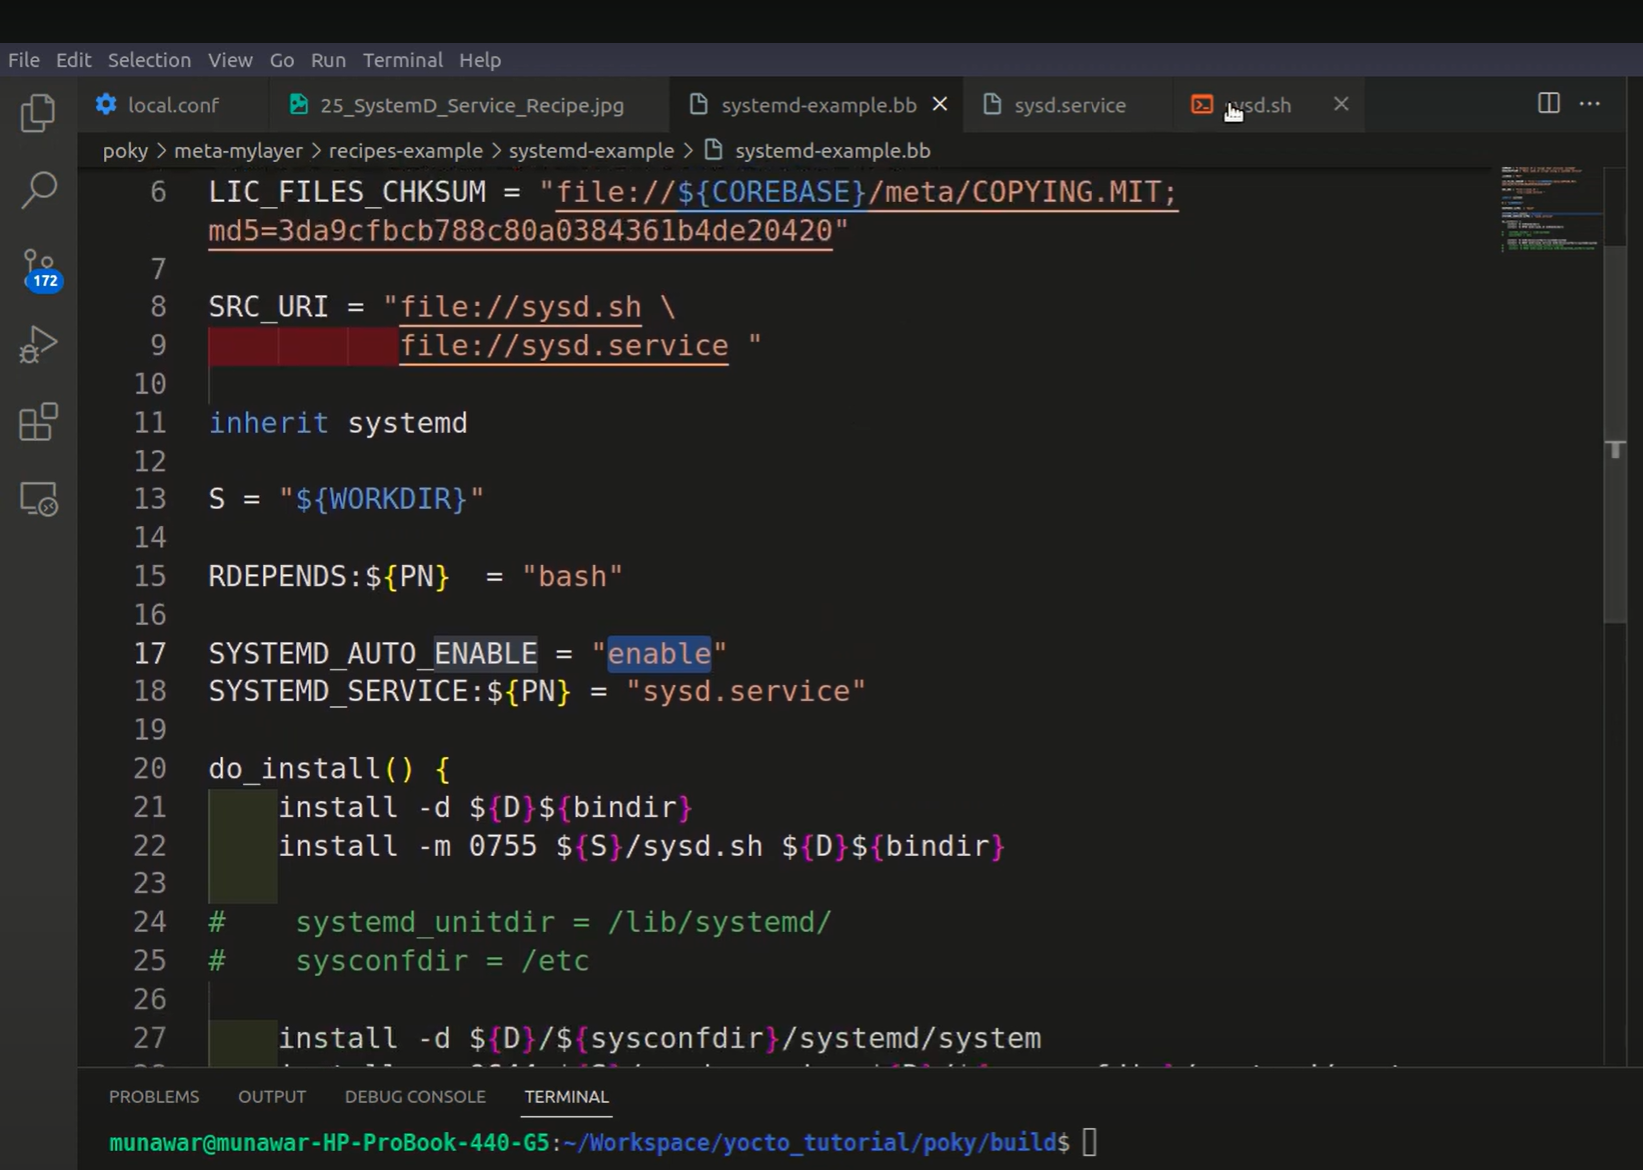 File Edit Selection View Go Run Terminal Help
local.conf 25_SystemD_Service_Recipe.jpg systemd-example.bb sysd.service sysd.sh
poky > meta-mylayer > recipes-example > systemd-example > systemd-example.bb
6 LIC_FILES_CHKSUM = "file://${COREBASE}/meta/COPYING.MIT;
md5=3da9cfbcb788c80a0384361b4de20420"
7
8 SRC_URI = "file://sysd.sh \
9 file://sysd.service "
10
172
11 inherit systemd
12
13 S = "${WORKDIR}"
14
15 RDEPENDS:${PN}  = "bash"
16
17 SYSTEMD_AUTO_ENABLE = "enable"
18 SYSTEMD_SERVICE:${PN} = "sysd.service"
19
20 do_install() {
21     install -d ${D}${bindir}
22     install -m 0755 ${S}/sysd.sh ${D}${bindir}
23
24 #    systemd_unitdir = /lib/systemd/
25 #    sysconfdir = /etc
26
27     install -d ${D}/${sysconfdir}/systemd/system
PROBLEMS OUTPUT DEBUG CONSOLE TERMINAL
munawar@munawar-HP-ProBook-440-G5:~/Workspace/yocto_tutorial/poky/build$